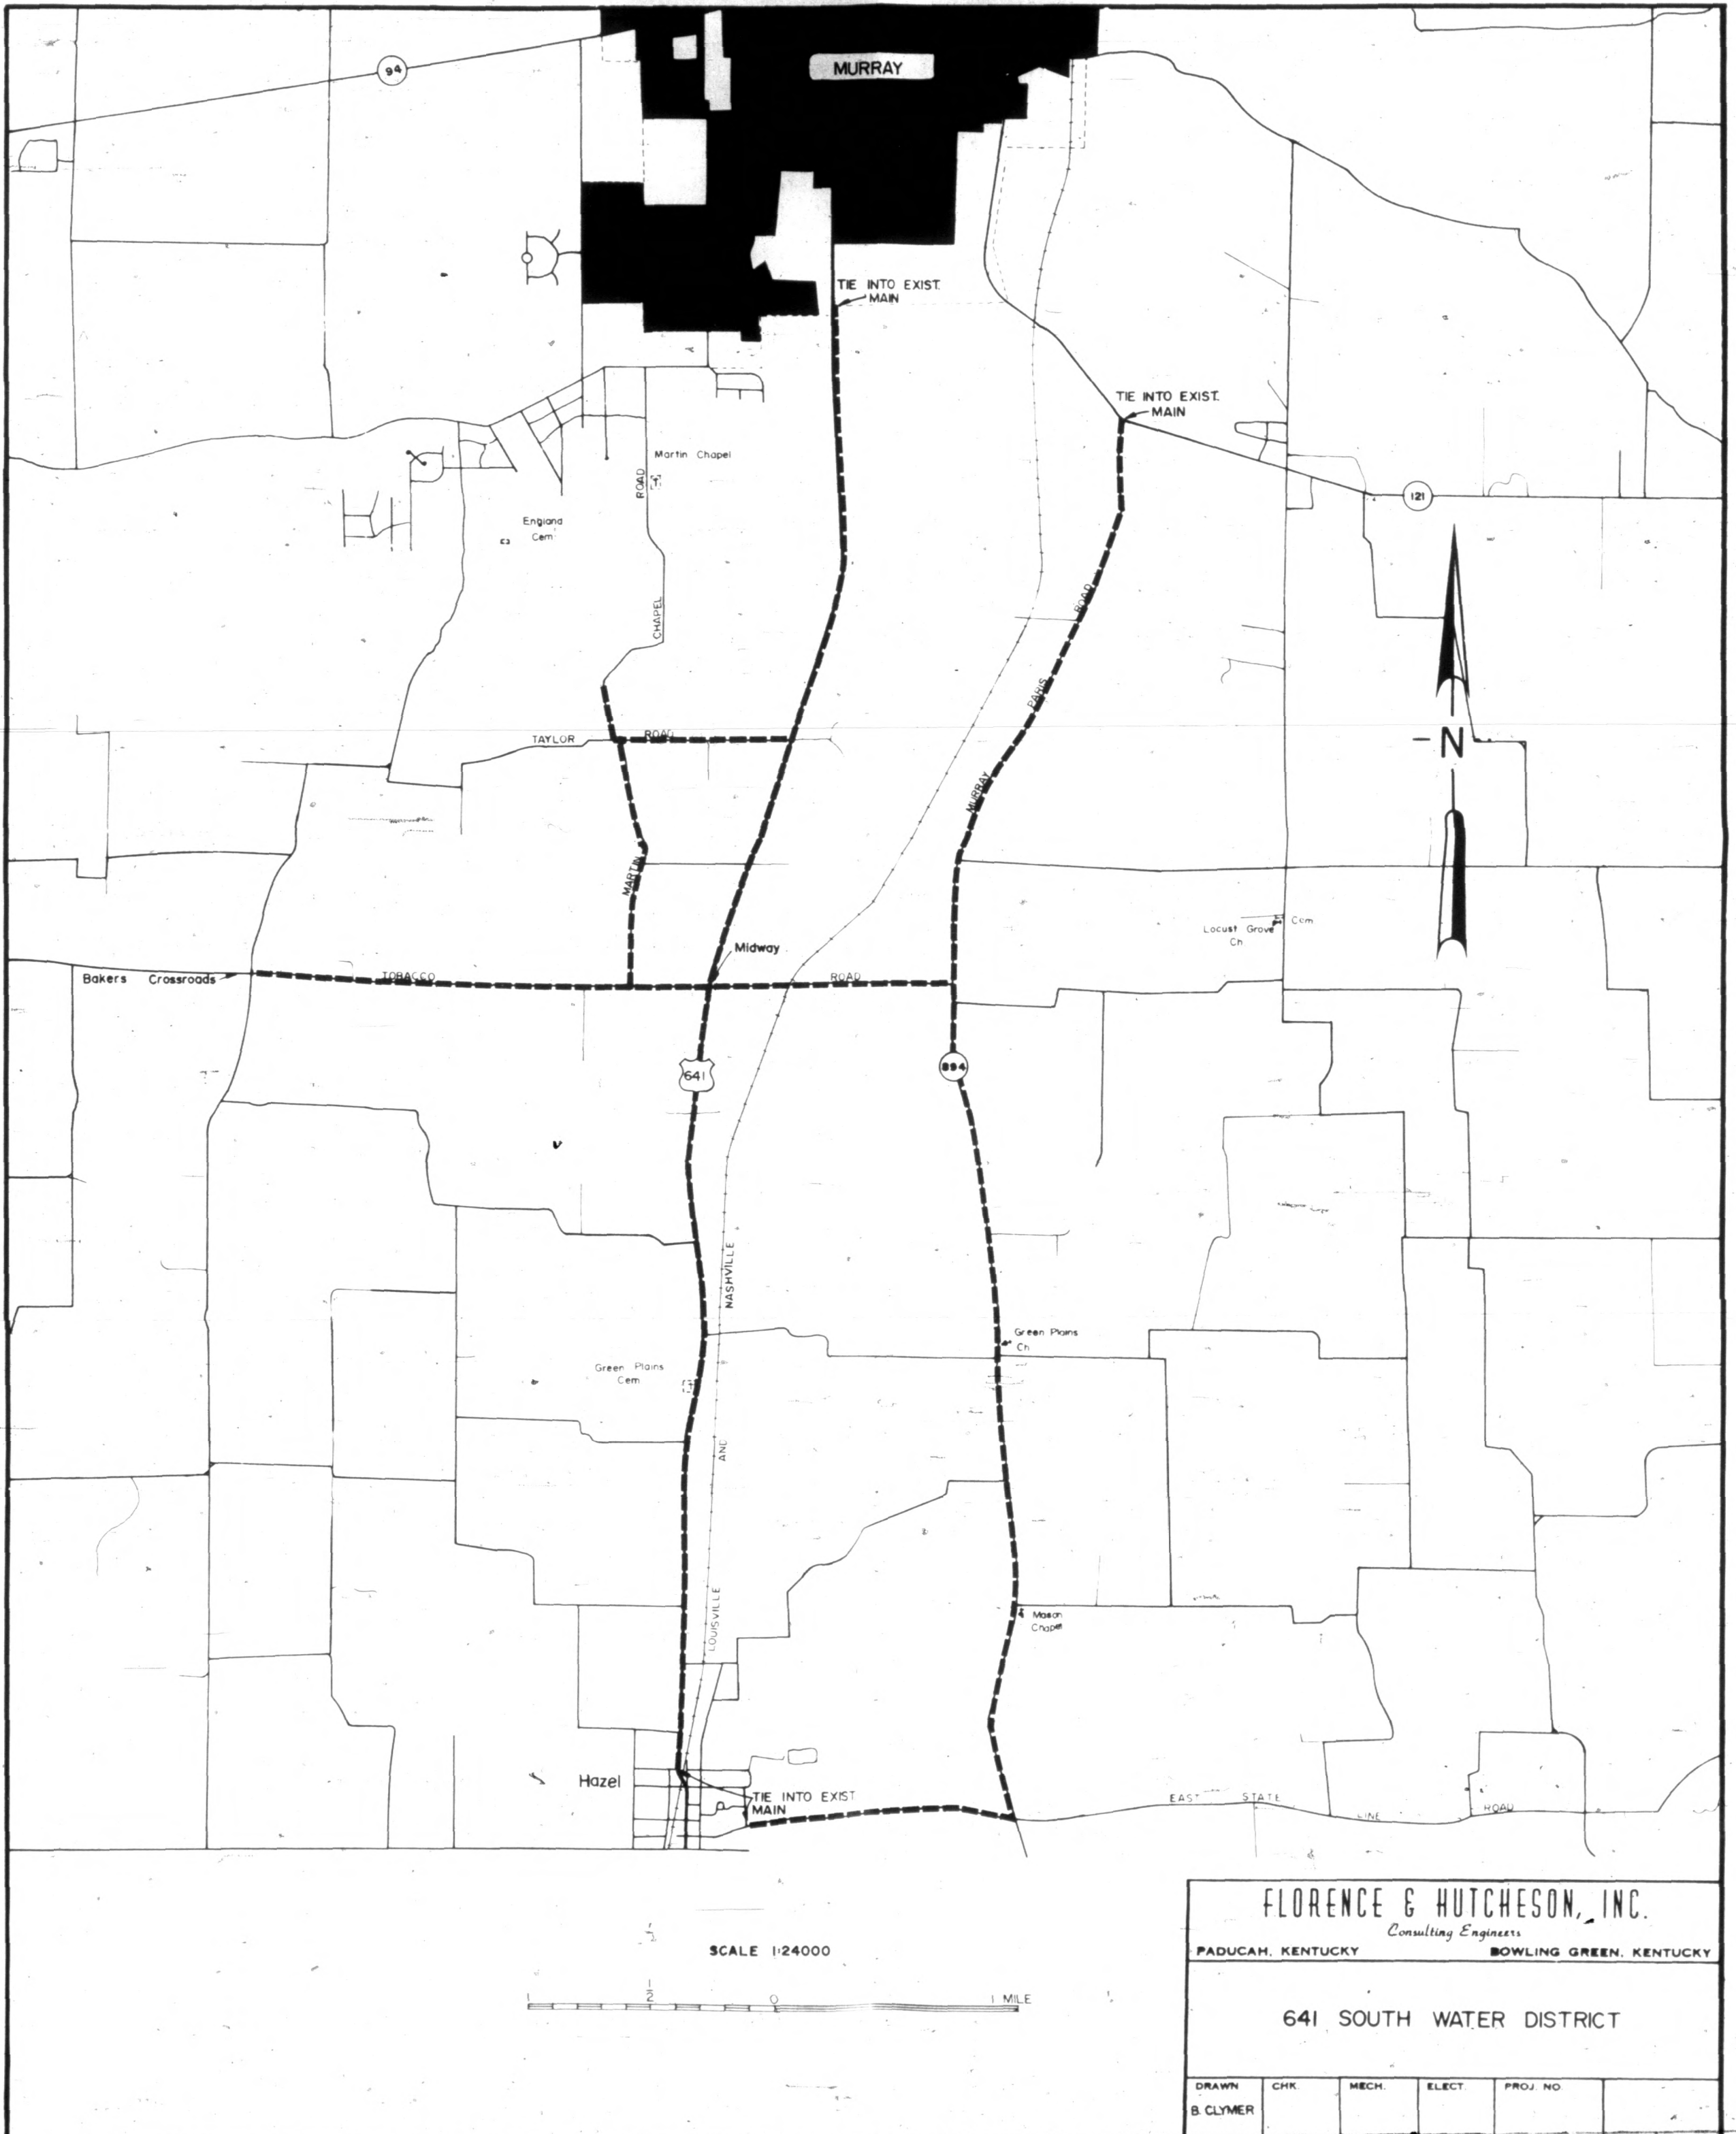 94
MURRAY
TIE INTO EXIST.
MAIN
TIE INTO EXIST.
MAIN
Martin Chapel
ROAD
121
England
Cem
CHAPEL
ROAD
PARIS
MURRAY
TAYLOR ROAD
N
MARTIN
Locust Grove
Ch
Cem
Midway
Bakers Crossroads
TOBACCO ROAD
641
894
NASHVILLE
AND
LOUISVILLE
Green Plains
Ch
Green Plains
Cem
Mason
Chapel
Hazel
TIE INTO EXIST
MAIN
EAST STATE LINE ROAD
SCALE 1:24000
1 1/2 0 1 MILE
FLORENCE & HUTCHESON, INC.
Consulting Engineers
PADUCAH, KENTUCKY BOWLING GREEN, KENTUCKY
641 SOUTH WATER DISTRICT
DRAWN CHK. MECH. ELECT. PROJ. NO.
B. CLYMER